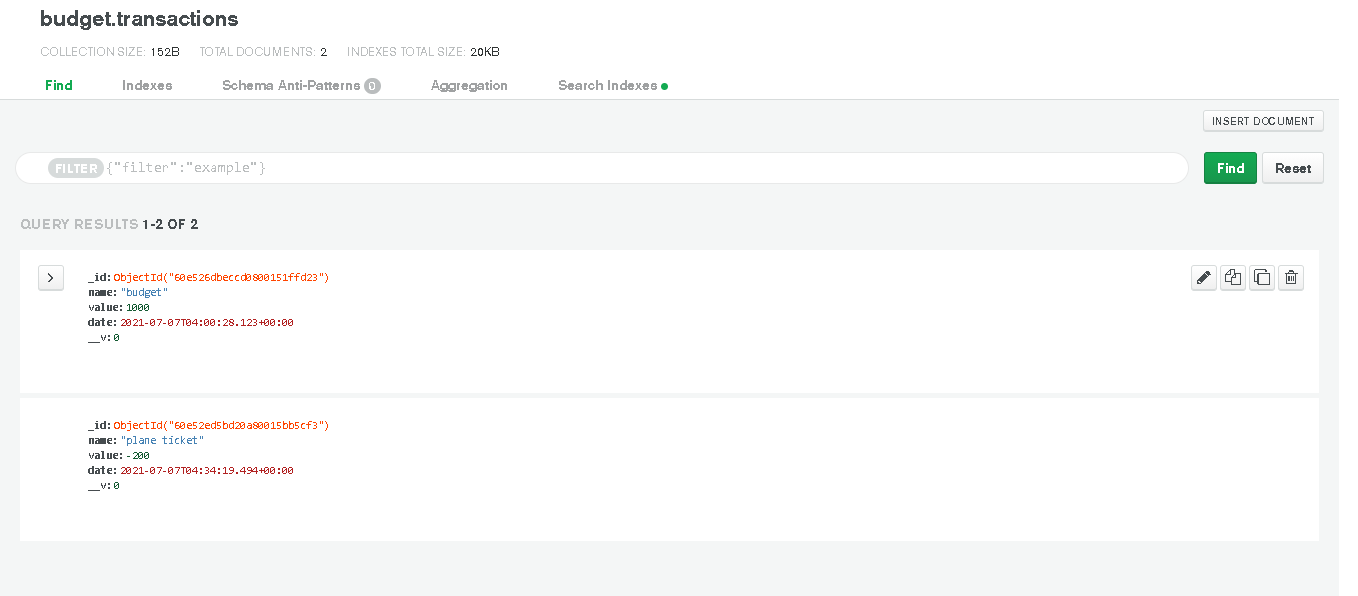 budget.transactions
COLLECTION SIZE: 152B TOTAL DOCUMENTS: 2 INDEXES TOTAL SIZE: 20KB
Find Indexes Schema Anti-Patterns 0 Aggregation Search Indexes
INSERT DOCUMENT
FILTER {"filter":"example"} Find Reset
QUERY RESULTS 1-2 OF 2
_id: ObjectId("60e526dbeccd0800151ffd23")
name: "budget"
value: 1000
date: 2021-07-07T04:00:28.123+00:00
__v: 0
_id: ObjectId("60e52ed5bd20a80015bb5cf3")
name: "plane ticket"
value: -200
date: 2021-07-07T04:34:19.494+00:00
__v: 0